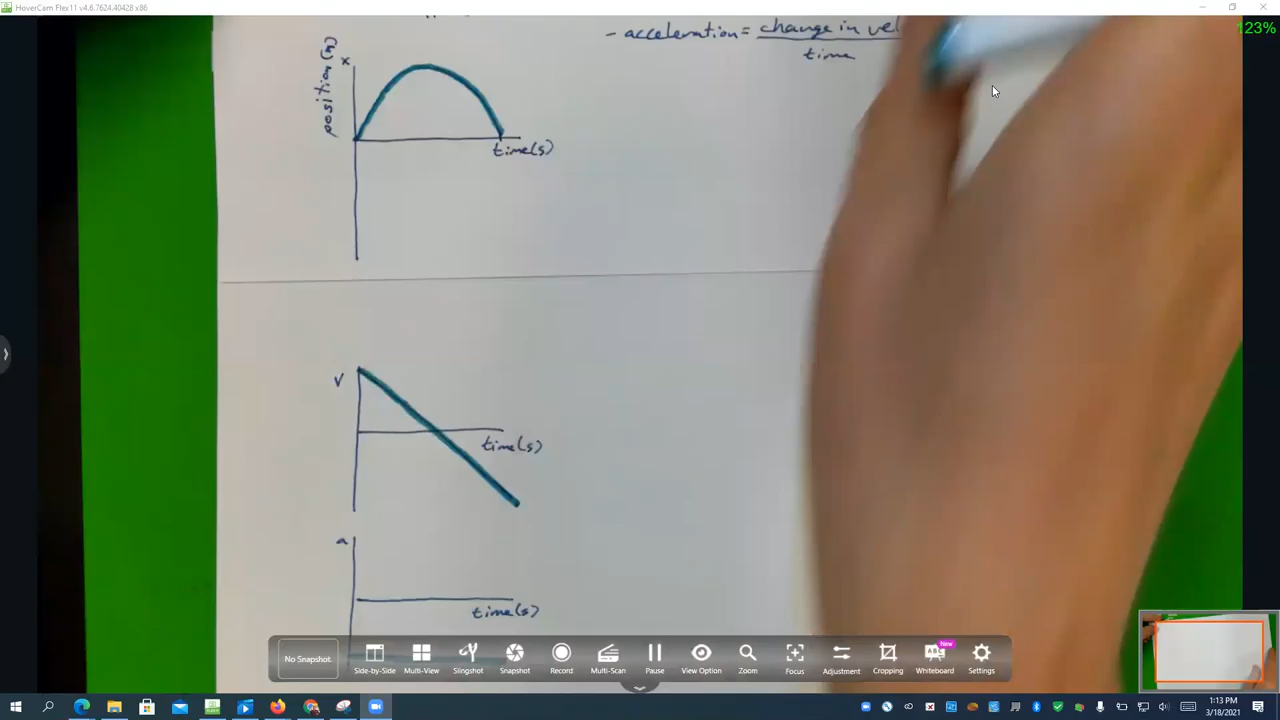 HoverCam Flex11 v4.6.7624.40428 x86
123%
- acceleration = change in vel
time
position (m)
x
time(s)
v
time(s)
a
time(s)
No Snapshot
Side-by-Side
Multi-View
Slingshot
Snapshot
Record
Multi-Scan
Pause
View Option
Zoom
Focus
Adjustment
Cropping
New
ABC
Whiteboard
Settings
1:13 PM
3/18/2021